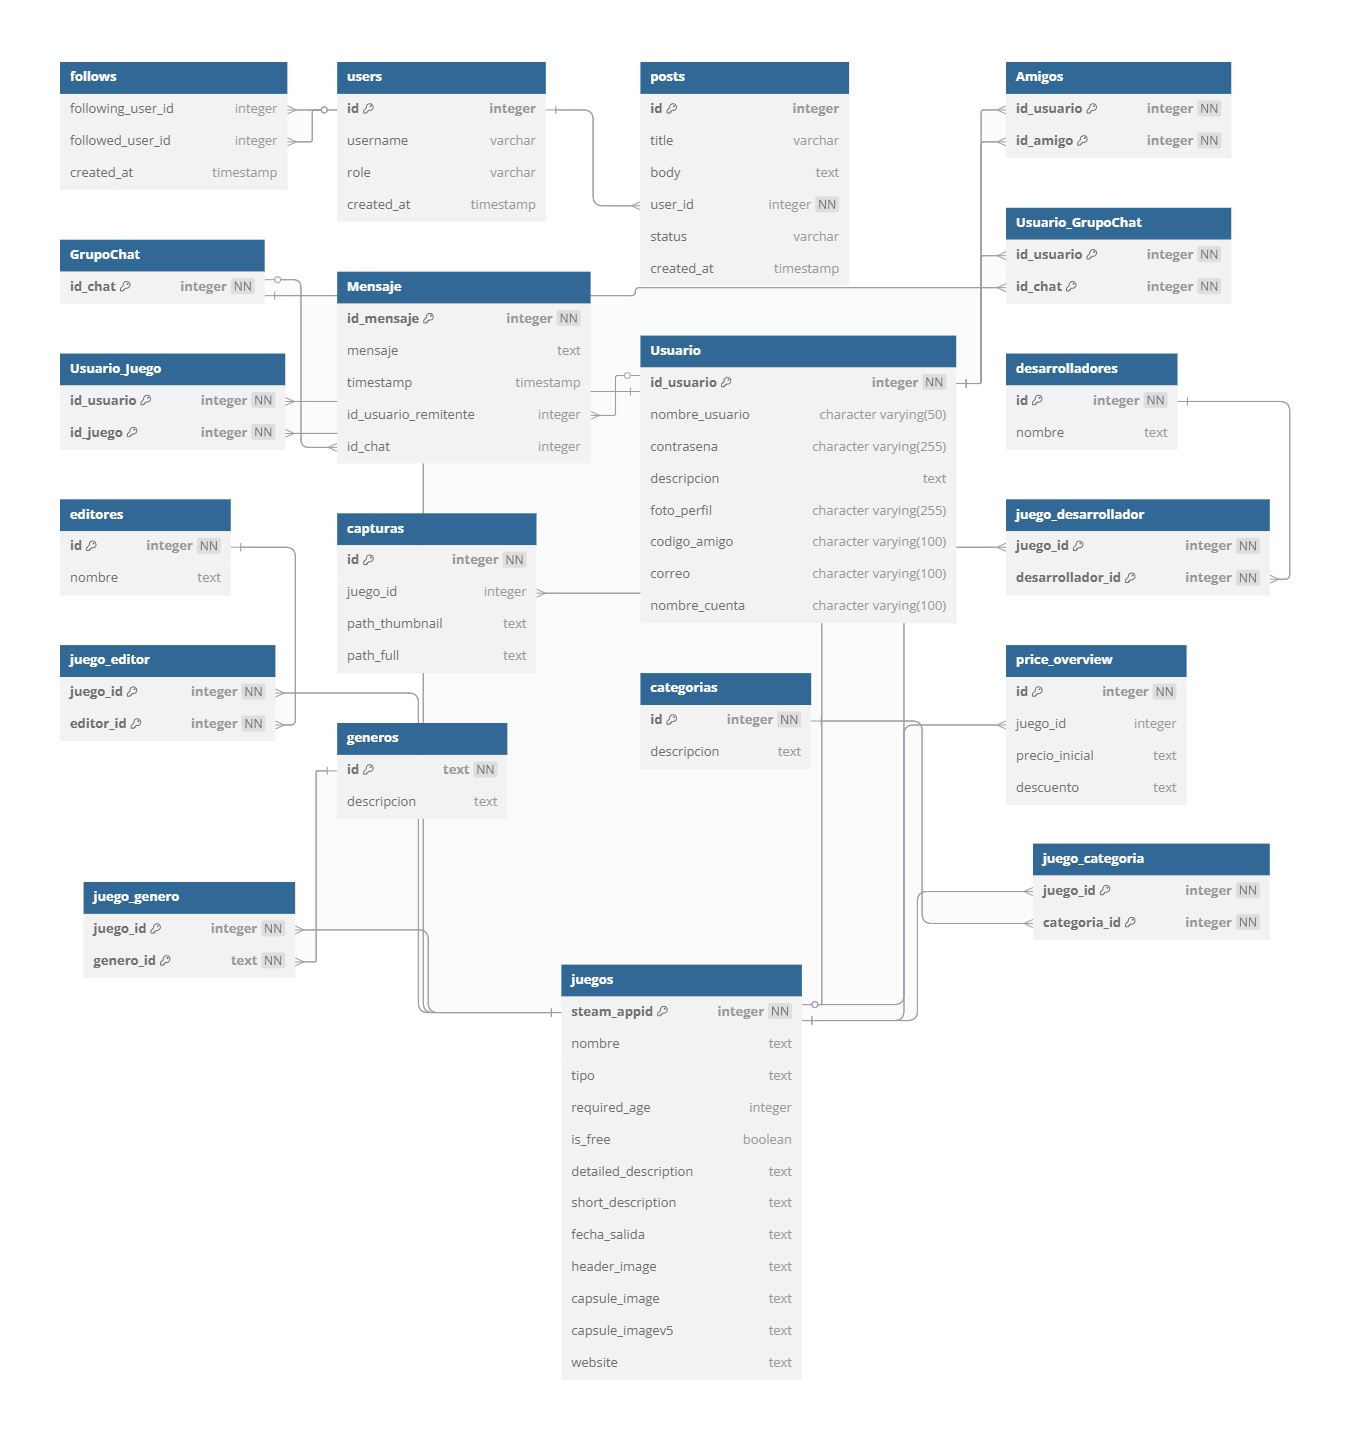 follows
following_user_id integer
followed_user_id integer
created_at timestamp
users
id integer
username varchar
role varchar
created_at timestamp
posts
id integer
title varchar
body text
user_id integer NN
status varchar
created_at timestamp
Amigos
id_usuario integer NN
id_amigo integer NN
Usuario_GrupoChat
id_usuario integer NN
id_chat integer NN
GrupoChat
id_chat integer NN
Mensaje
id_mensaje integer NN
mensaje text
timestamp timestamp
id_usuario_remitente integer
id_chat integer
Usuario
id_usuario integer NN
nombre_usuario character varying(50)
contrasena character varying(255)
descripcion text
foto_perfil character varying(255)
codigo_amigo character varying(100)
correo character varying(100)
nombre_cuenta character varying(100)
Usuario_Juego
id_usuario integer NN
id_juego integer NN
desarrolladores
id integer NN
nombre text
editores
id integer NN
nombre text
capturas
id integer NN
juego_id integer
path_thumbnail text
path_full text
juego_desarrollador
juego_id integer NN
desarrollador_id integer NN
juego_editor
juego_id integer NN
editor_id integer NN
generos
id text NN
descripcion text
categorias
id integer NN
descripcion text
price_overview
id integer NN
juego_id integer
precio_inicial text
descuento text
juego_categoria
juego_id integer NN
categoria_id integer NN
juego_genero
juego_id integer NN
genero_id text NN
juegos
steam_appid integer NN
nombre text
tipo text
required_age integer
is_free boolean
detailed_description text
short_description text
fecha_salida text
header_image text
capsule_image text
capsule_imagev5 text
website text